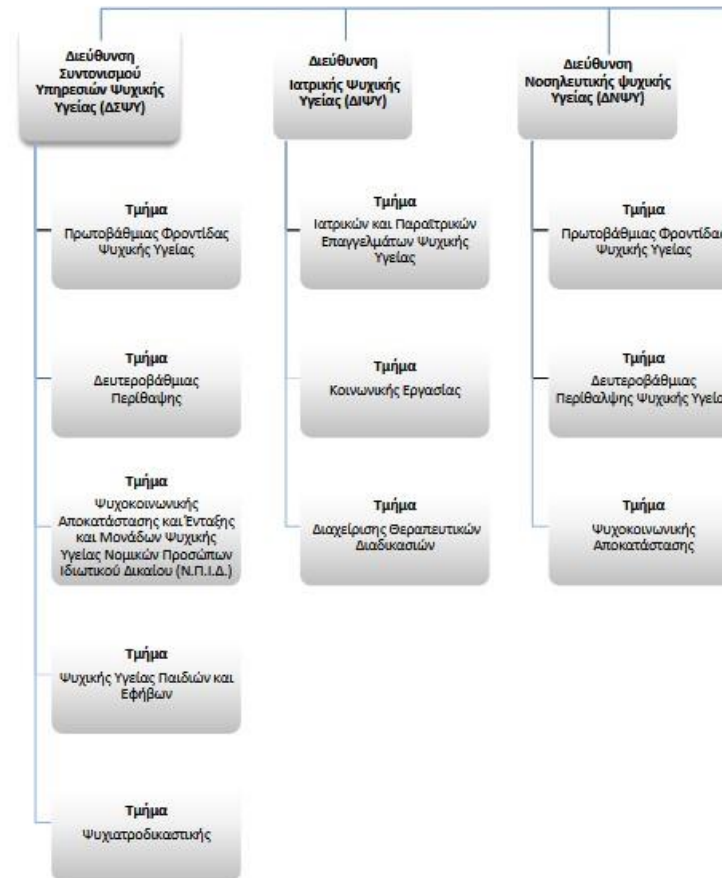 Διεύθυνση
Συντονισμού
Υπηρεσιών Ψυχικής
Υγείας (ΔΣΨΥ)
Τμήμα
Πρωτοβάθμιας Φροντίδας
Ψυχικής Υγείας
Τμήμα
Δευτεροβάθμιας
Περίθαψης
Τμήμα
Ψυχοκοινωνικής
Αποκατάστασης και Ένταξης
και Μονάδων Ψυχικής
Υγείας Νομικών Προσώπων
Ιδιωτικού Δικαίου (Ν.Π.Ι.Δ.)
Τμήμα
Ψυχικής Υγείας Παιδιών και
Εφήβων
Τμήμα
Ψυχιατροδικαστικής
Διεύθυνση
Ιατρικής Ψυχικής
Υγείας (ΔΙΨΥ)
Τμήμα
Ιατρικών και Παραϊτρικών
Επαγγελμάτων Ψυχικής
Υγείας
Τμήμα
Κοινωνικής Εργασίας
Τμήμα
Διαχείρισης Θεραπευτικών
Διαδικασιών
Διεύθυνση
Νοσηλευτικής ψυχικής
Υγείας (ΔΝΨΥ)
Τμήμα
Πρωτοβάθμιας Φροντίδας
Ψυχικής Υγείας
Τμήμα
Δευτεροβάθμιας
Περίθαλψης Ψυχικής Υγεία
Τμήμα
Ψυχοκοινωνικής
Αποκατάστασης